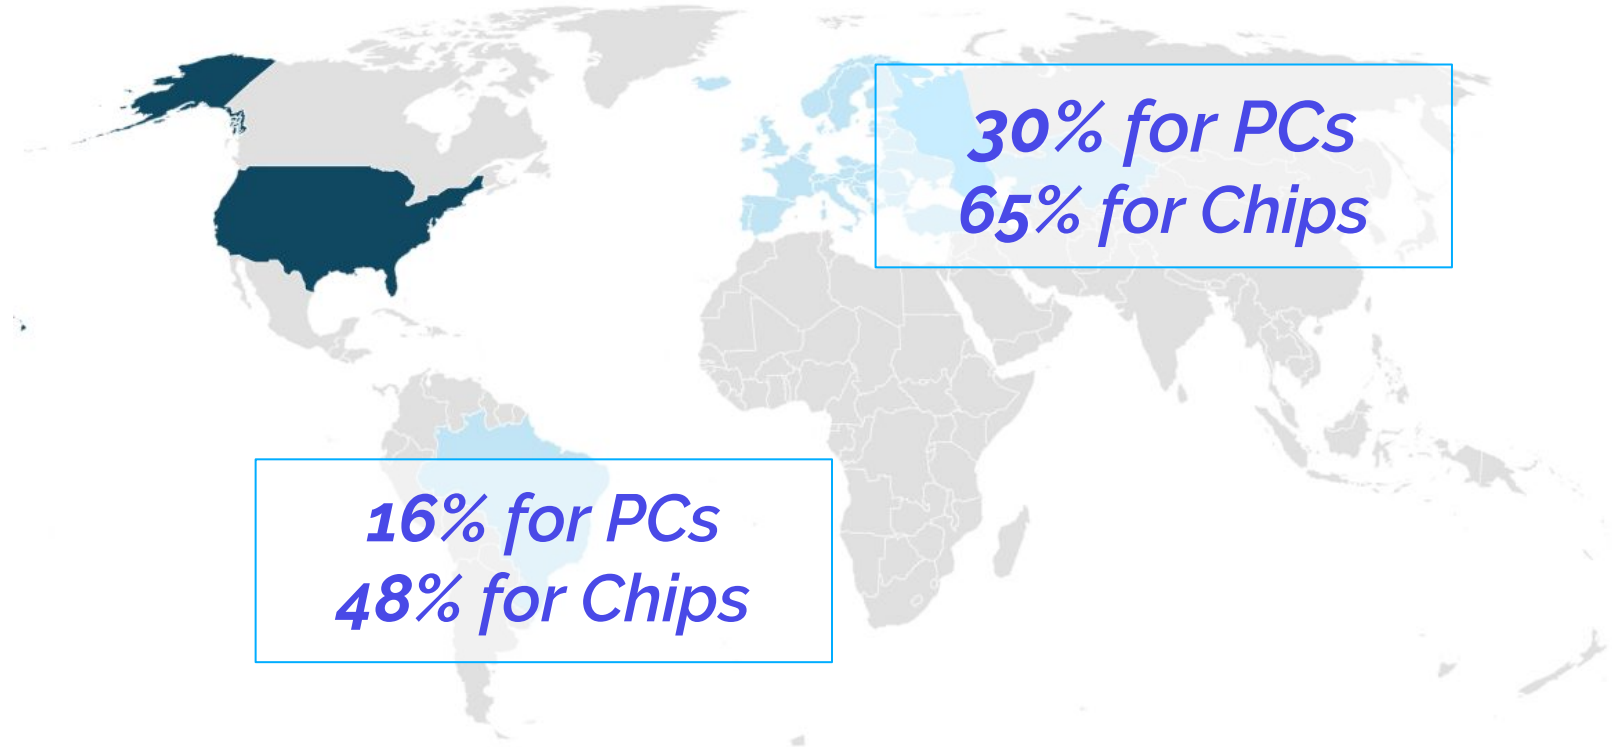 30% for PCs
65% for Chips
16% for PCs
48% for Chips